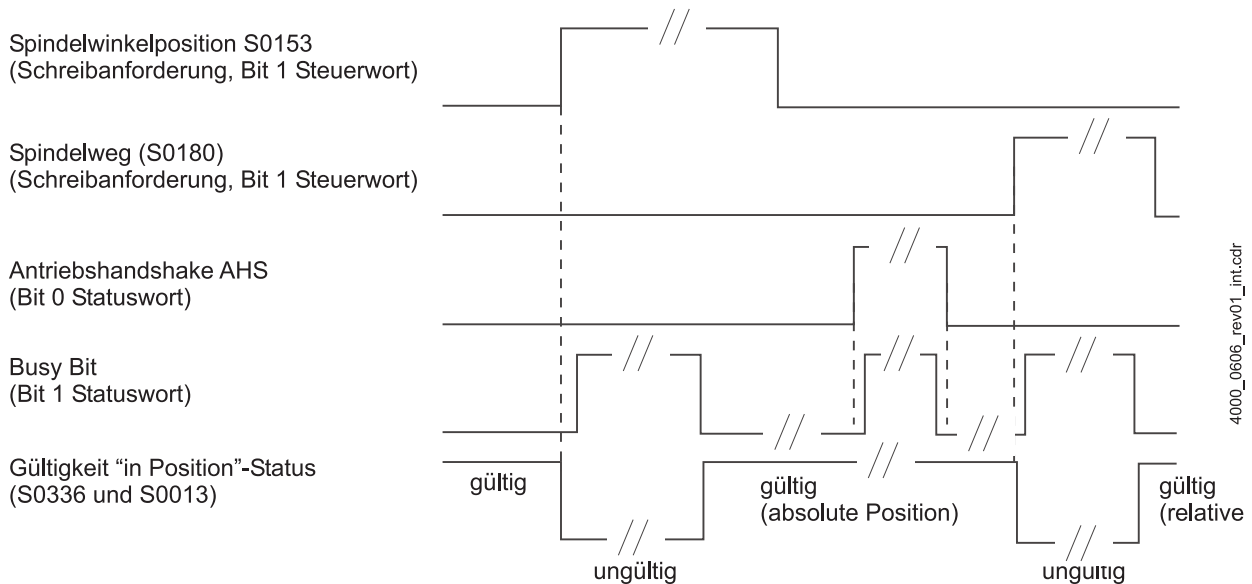 Spindelwinkelposition S0153
(Schreibanforderung, Bit 1 Steuerwort)
Spindelweg (S0180)
(Schreibanforderung, Bit 1 Steuerwort)
Antriebshandshake AHS
(Bit 0 Statuswort)
Busy Bit
(Bit 1 Statuswort)
Gültigkeit “in Position”-Status
(S0336 und S0013)
gültig
ungültig
gültig
(absolute Position)
ungültig
gültig
(relative
4000_0606_rev01_int.cdr